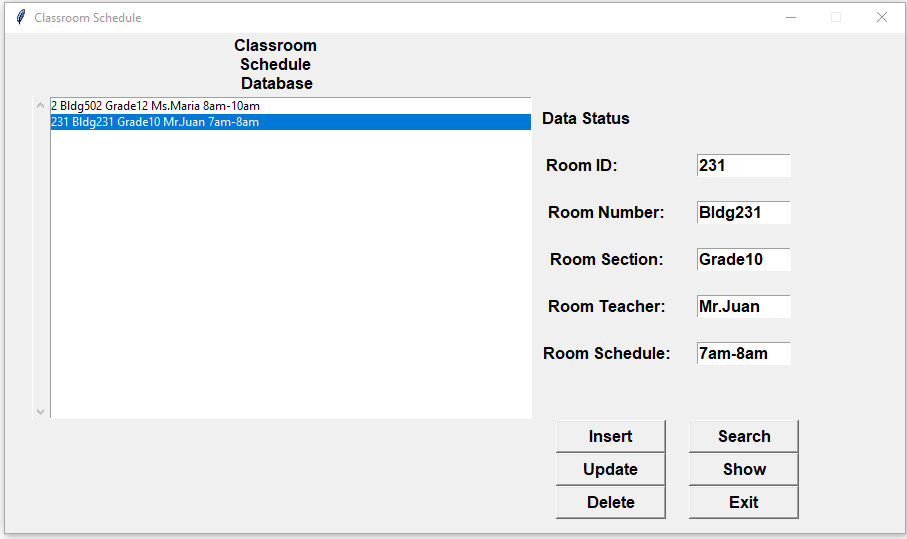 Classroom Schedule
Classroom
Schedule
Database
2 Bldg502 Grade12 Ms.Maria 8am-10am
231 Bldg231 Grade10 Mr.Juan 7am-8am
Data Status
Room ID: 231
Room Number: Bldg231
Room Section: Grade10
Room Teacher: Mr.Juan
Room Schedule: 7am-8am
Insert Search
Update Show
Delete Exit